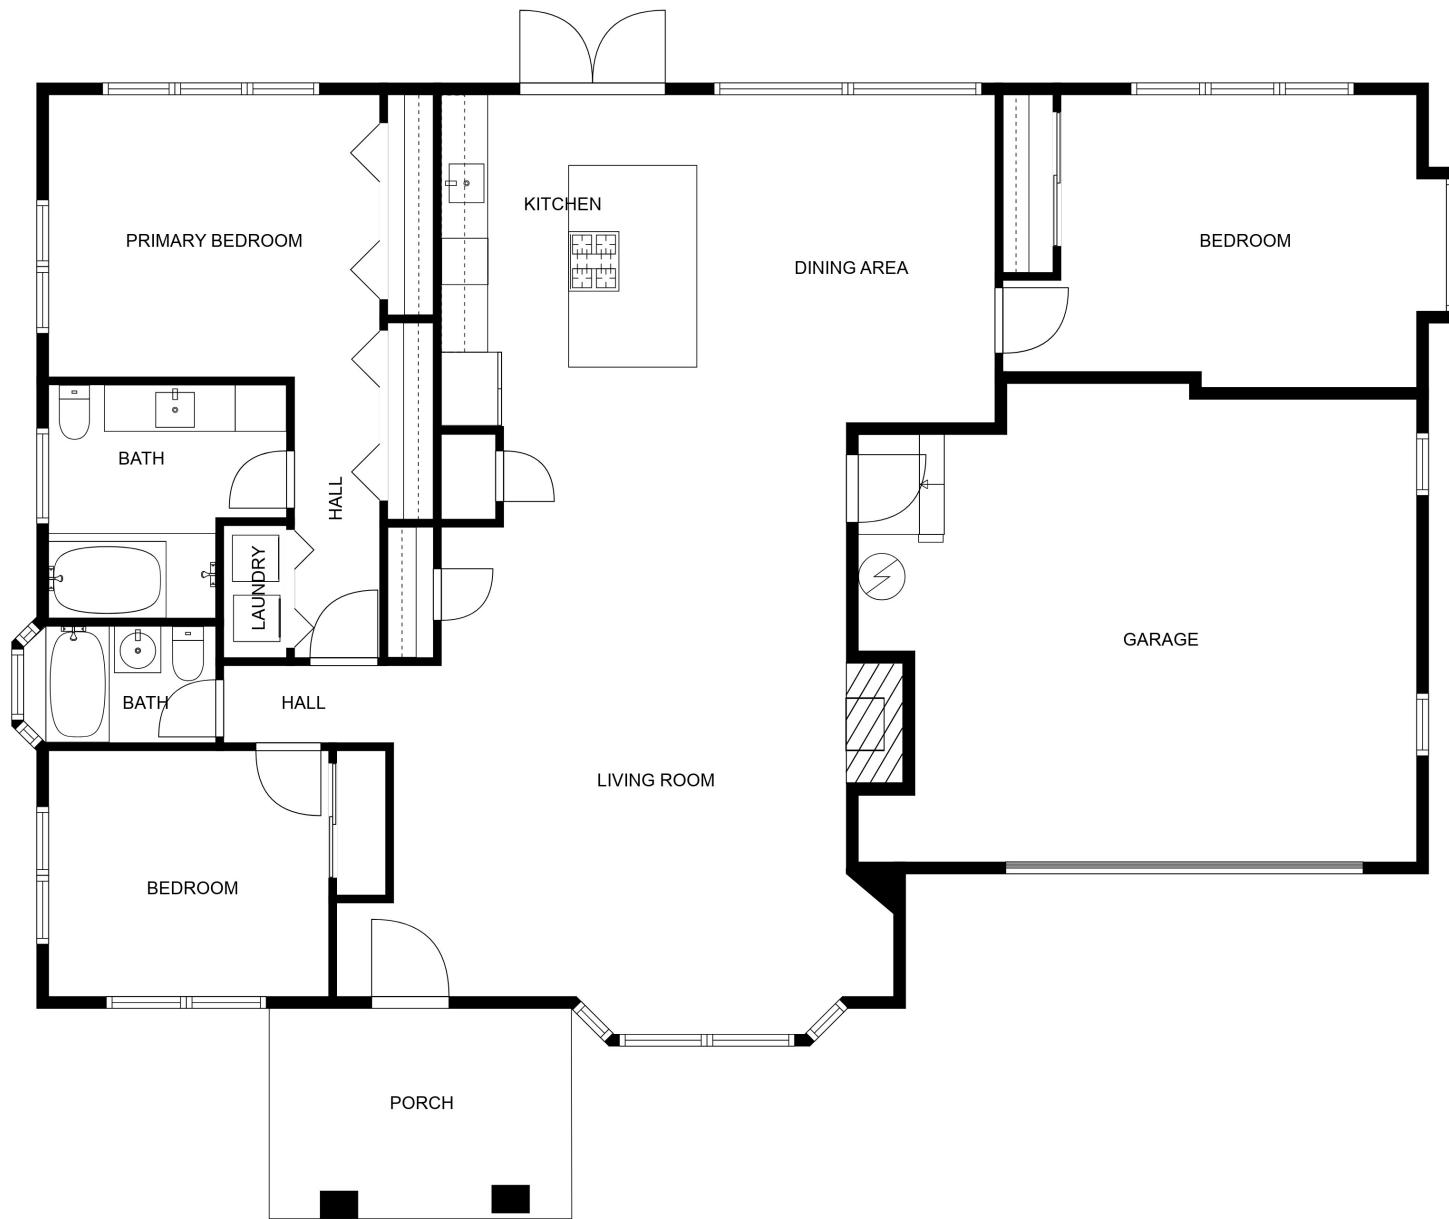 KITCHEN
PRIMARY BEDROOM
BEDROOM
DINING AREA
BATH
HALL
LAUNDRY
GARAGE
BATH
HALL
LIVING ROOM
BEDROOM
PORCH